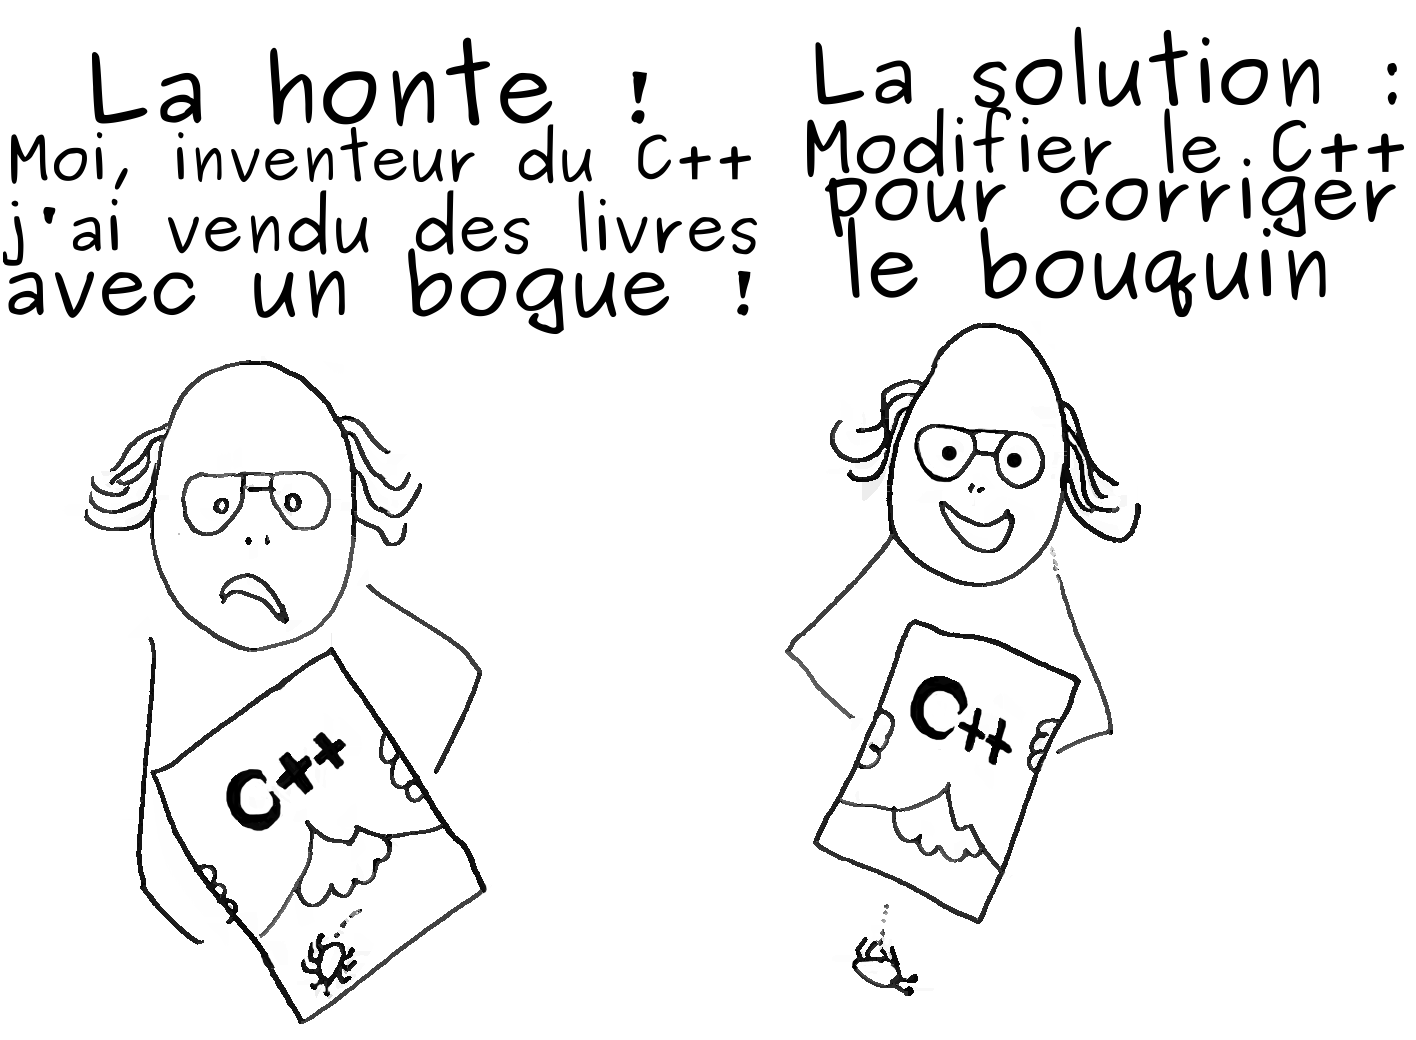 La honte !
Moi, inventeur du C++
j'ai vendu des livres
avec un bogue !
La solution :
Modifier le C++
pour corriger
le bouquin
C++
C++